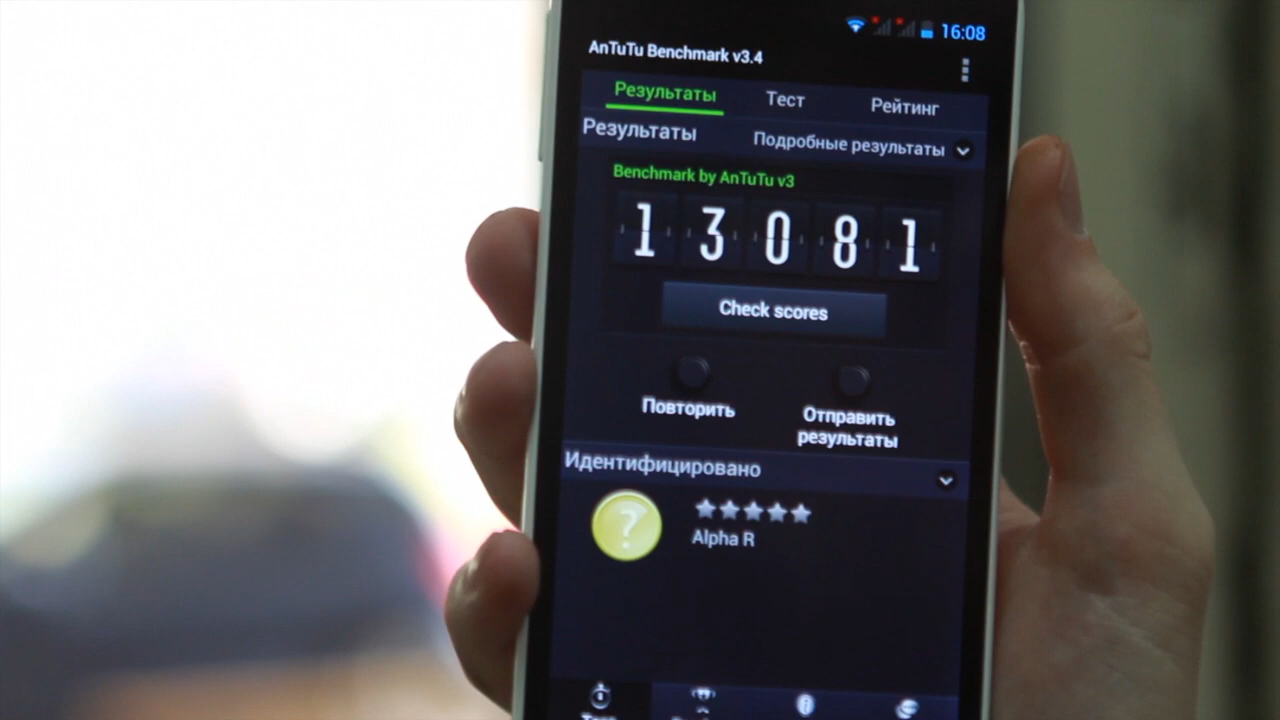 16:08
AnTuTu Benchmark v3.4
Результаты Тест Рейтинг
Результаты Подробные результаты
Benchmark by AnTuTu v3
13081
Check scores
Повторить Отправить
результаты
Идентифицировано
?
Alpha R